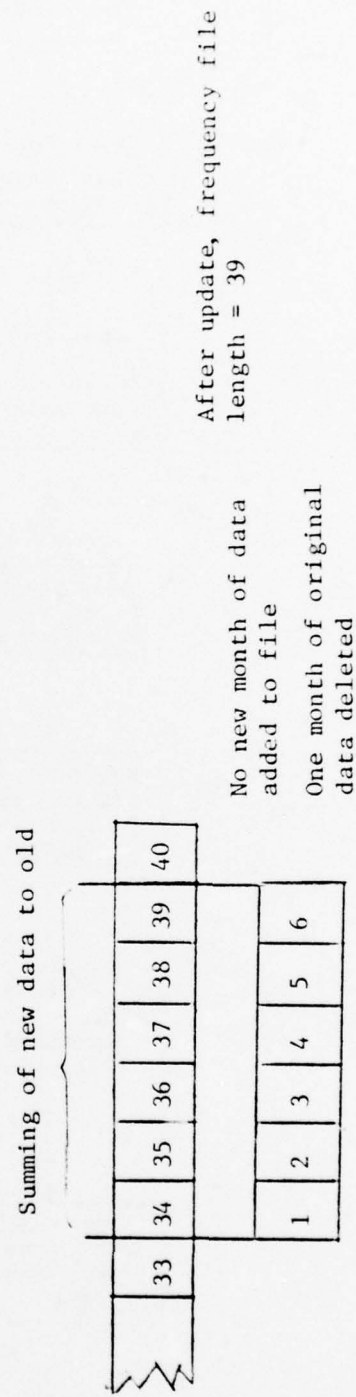 Summing of new data to old
33 34 35 36 37 38 39 40
1 2 3 4 5 6
No new month of data
added to file
One month of original
data deleted
After update, frequency file
length = 39